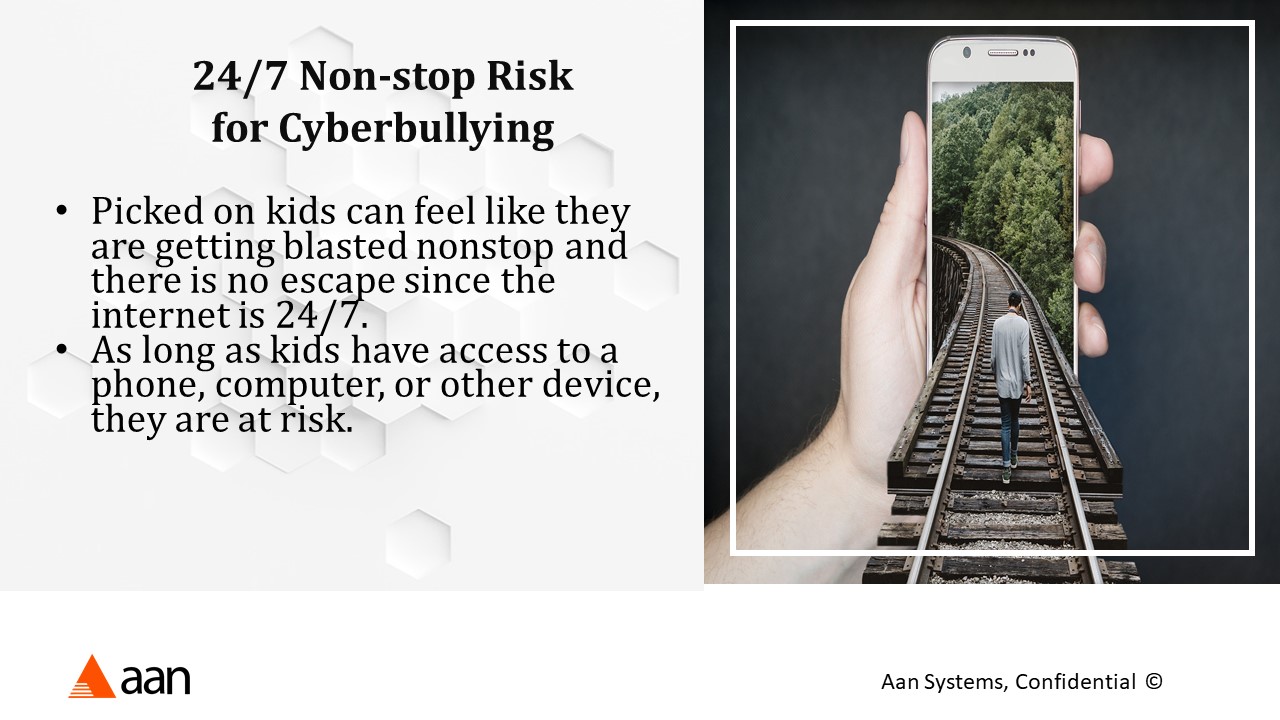 24/7 Non-stop Risk
for Cyberbullying
• Picked on kids can feel like they
are getting blasted nonstop and
there is no escape since the
internet is 24/7.
• As long as kids have access to a
phone, computer, or other device,
they are at risk.
aan
Aan Systems, Confidential ©